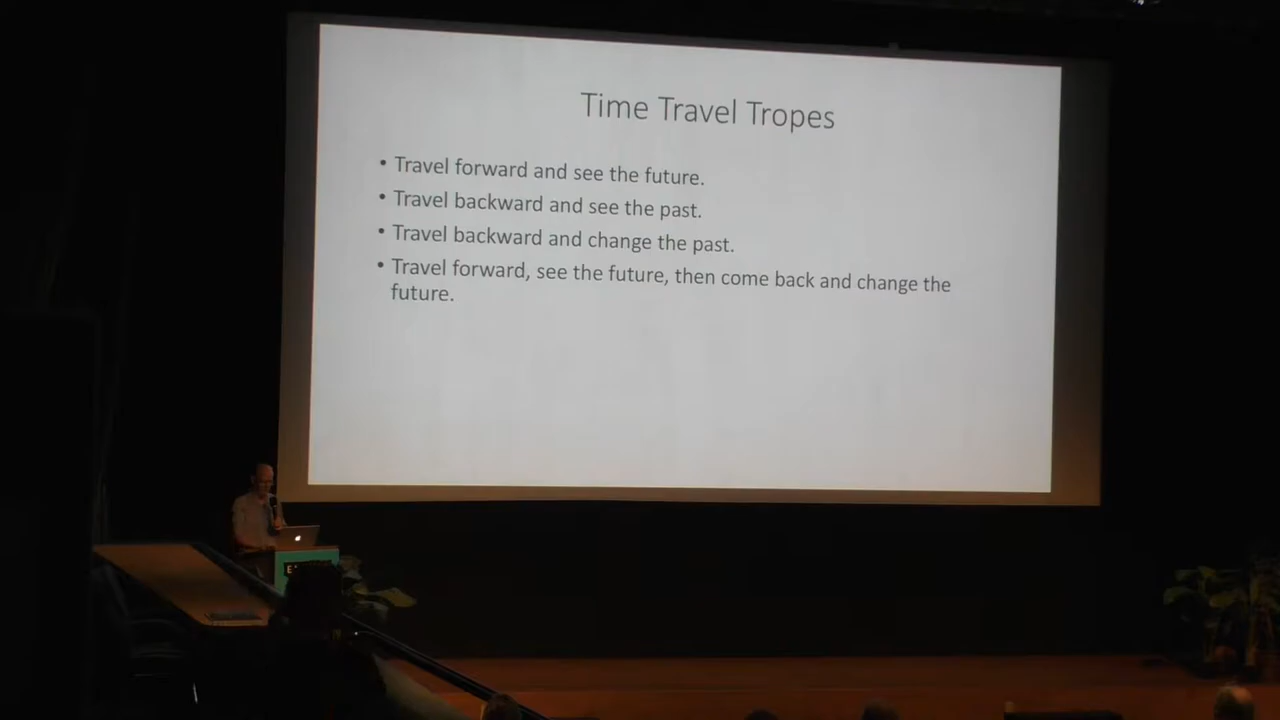 Time Travel Tropes
• Travel forward and see the future.
• Travel backward and see the past.
• Travel backward and change the past.
• Travel forward, see the future, then come back and change the
future.